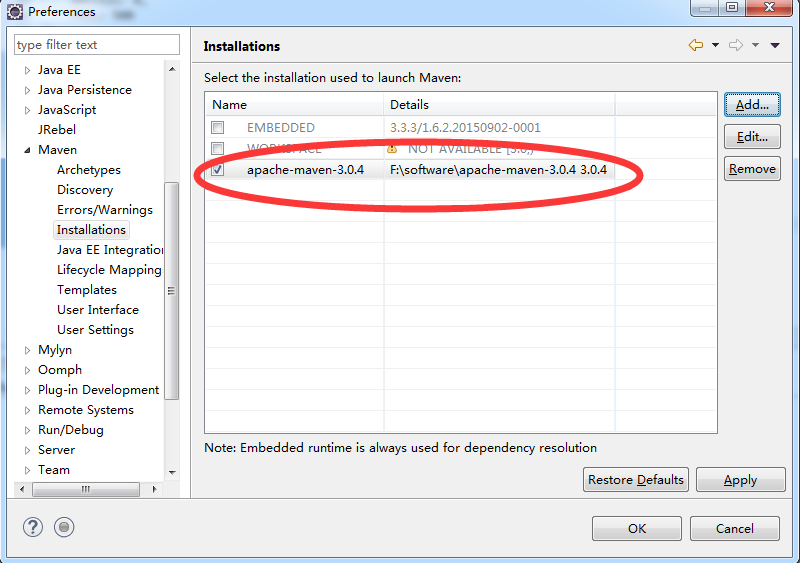 Preferences
type filter text
Java EE
Java Persistence
JavaScript
JRebel
Maven
Archetypes
Discovery
Errors/Warnings
Installations
Java EE Integration
Lifecycle Mapping
Templates
User Interface
User Settings
Mylyn
Oomph
Plug-in Development
Remote Systems
Run/Debug
Server
Team
Installations
Select the installation used to launch Maven:
Name Details
EMBEDDED 3.3.3/1.6.2.20150902-0001
WORKSPACE NOT AVAILABLE [3.0,)
apache-maven-3.0.4 F:\software\apache-maven-3.0.4 3.0.4
Add...
Edit...
Remove
Note: Embedded runtime is always used for dependency resolution
Restore Defaults Apply
OK Cancel